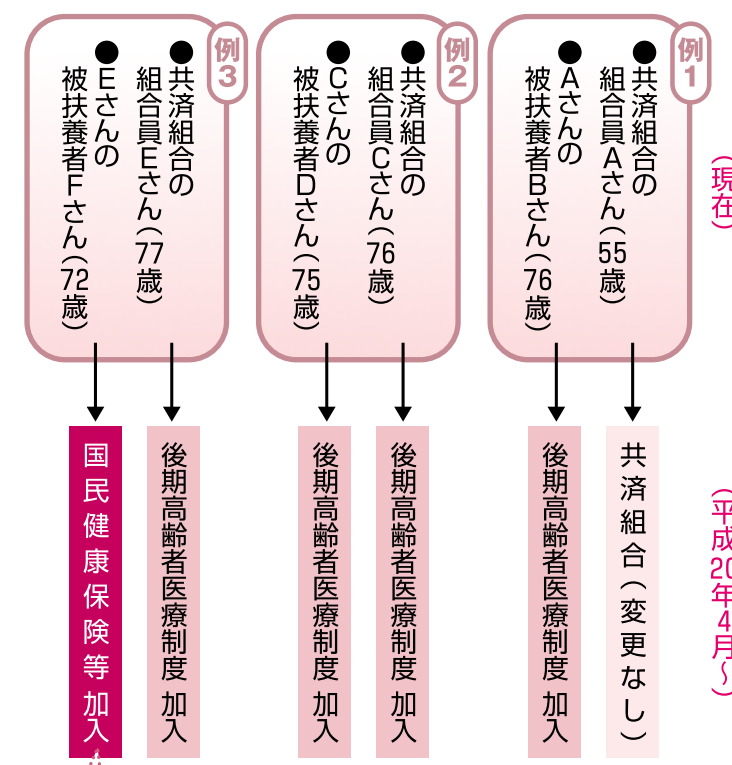 （現在）
（平成20年4月～）
例1
●共済組合の
組合員Aさん（55歳）
●Aさんの
被扶養者Bさん（76歳）
共済組合（変更なし）
後期高齢者医療制度 加入
例2
●共済組合の
組合員Cさん（76歳）
●Cさんの
被扶養者Dさん（75歳）
後期高齢者医療制度 加入
後期高齢者医療制度 加入
例3
●共済組合の
組合員Eさん（77歳）
●Eさんの
被扶養者Fさん（72歳）
後期高齢者医療制度 加入
国民健康保険等 加入